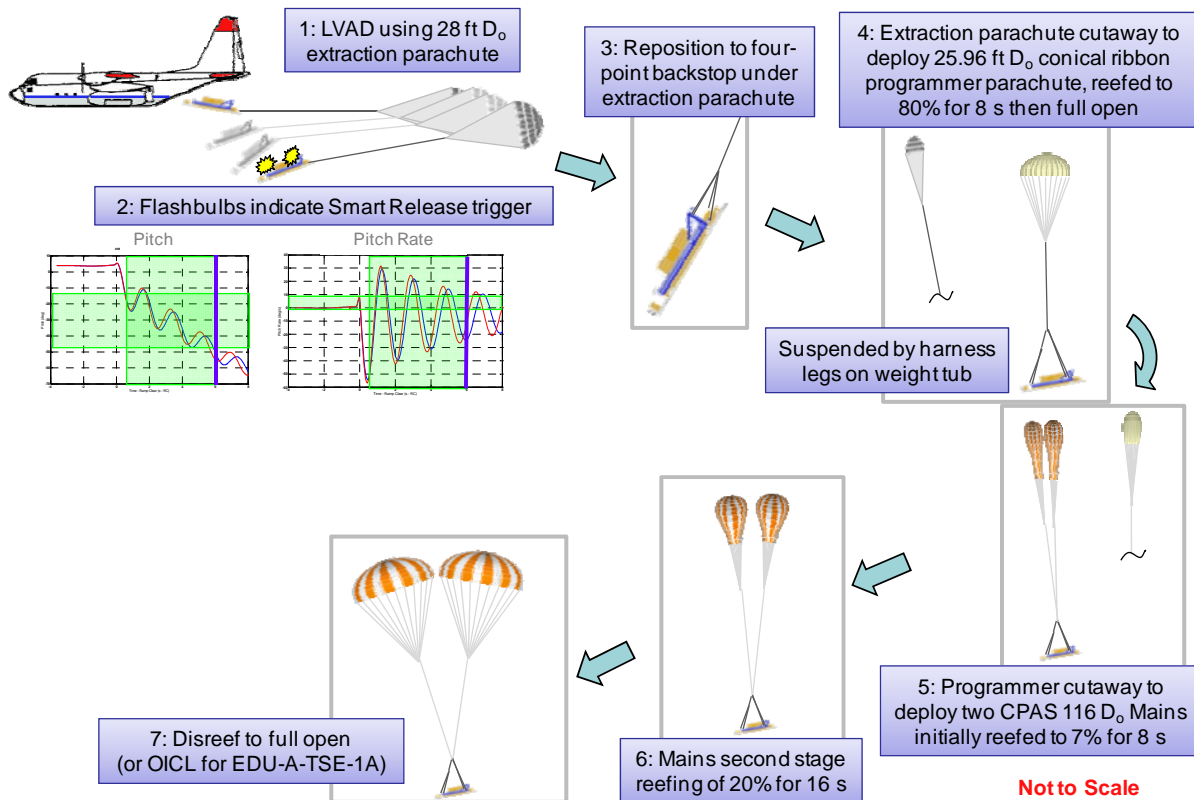 1: LVAD using 28 ft Do
extraction parachute
2: Flashbulbs indicate Smart Release trigger
Pitch
Pitch Rate
3: Reposition to four-
point backstop under
extraction parachute
4: Extraction parachute cutaway to
deploy 25.96 ft Do conical ribbon
programmer parachute, reefed to
80% for 8 s then full open
Suspended by harness
legs on weight tub
5: Programmer cutaway to
deploy two CPAS 116 Do Mains
initially reefed to 7% for 8 s
6: Mains second stage
reefing of 20% for 16 s
7: Disreef to full open
(or OICL for EDU-A-TSE-1A)
Not to Scale